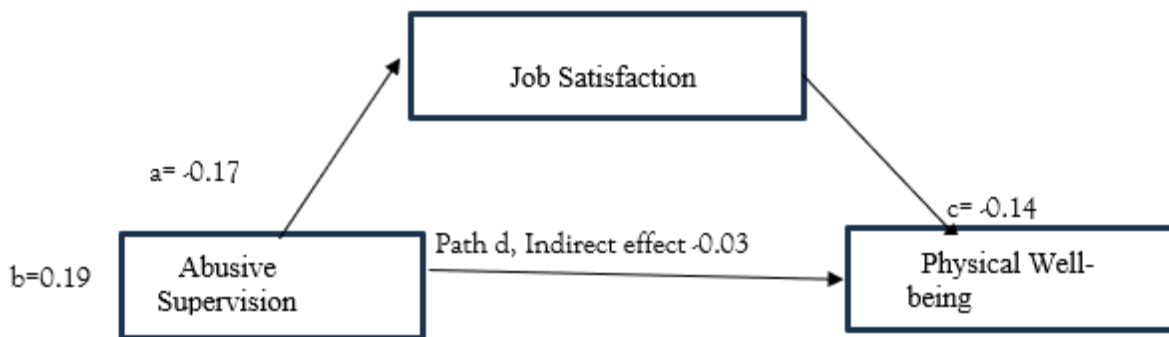 Job Satisfaction
a= -0.17
c= -0.14
Path d, Indirect effect -0.03
b=0.19
Abusive
Supervision
Physical Well-
being